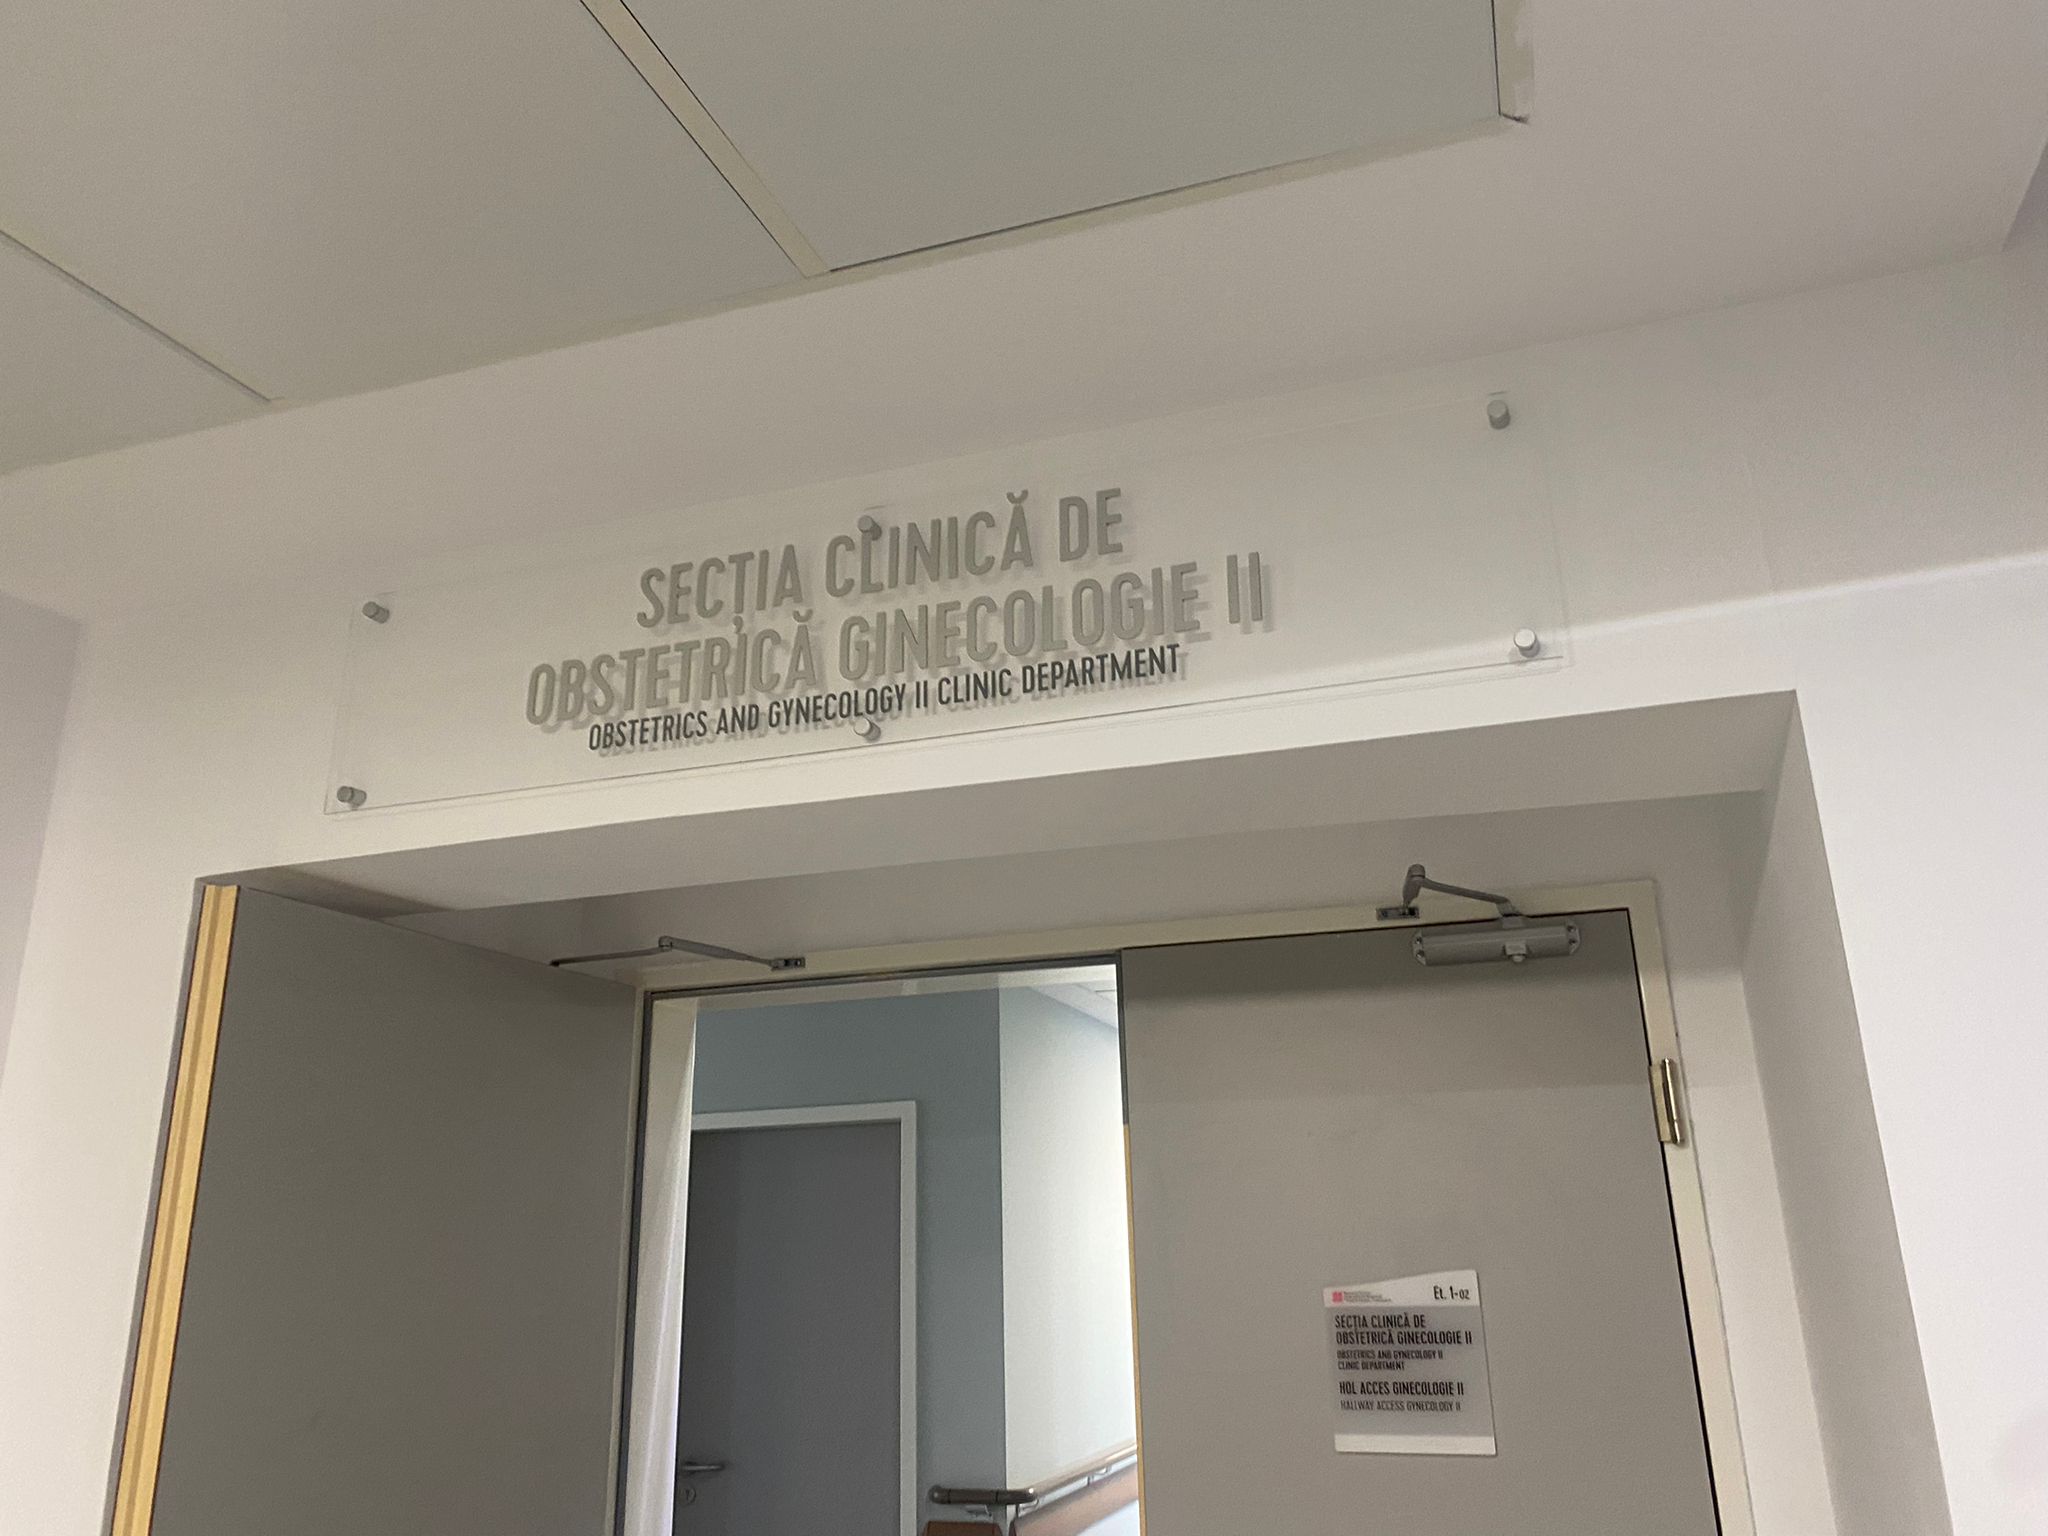 SECȚIA CLINICĂ DE
OBSTETRICĂ GINECOLOGIE II
OBSTETRICS AND GYNECOLOGY II CLINIC DEPARTMENT
Et. 1-02
SECȚIA CLINICĂ DE
OBSTETRICĂ GINECOLOGIE II
OBSTETRICS AND GYNECOLOGY II
CLINIC DEPARTMENT
HOL ACCES GINECOLOGIE II
HALLWAY ACCESS GYNECOLOGY II